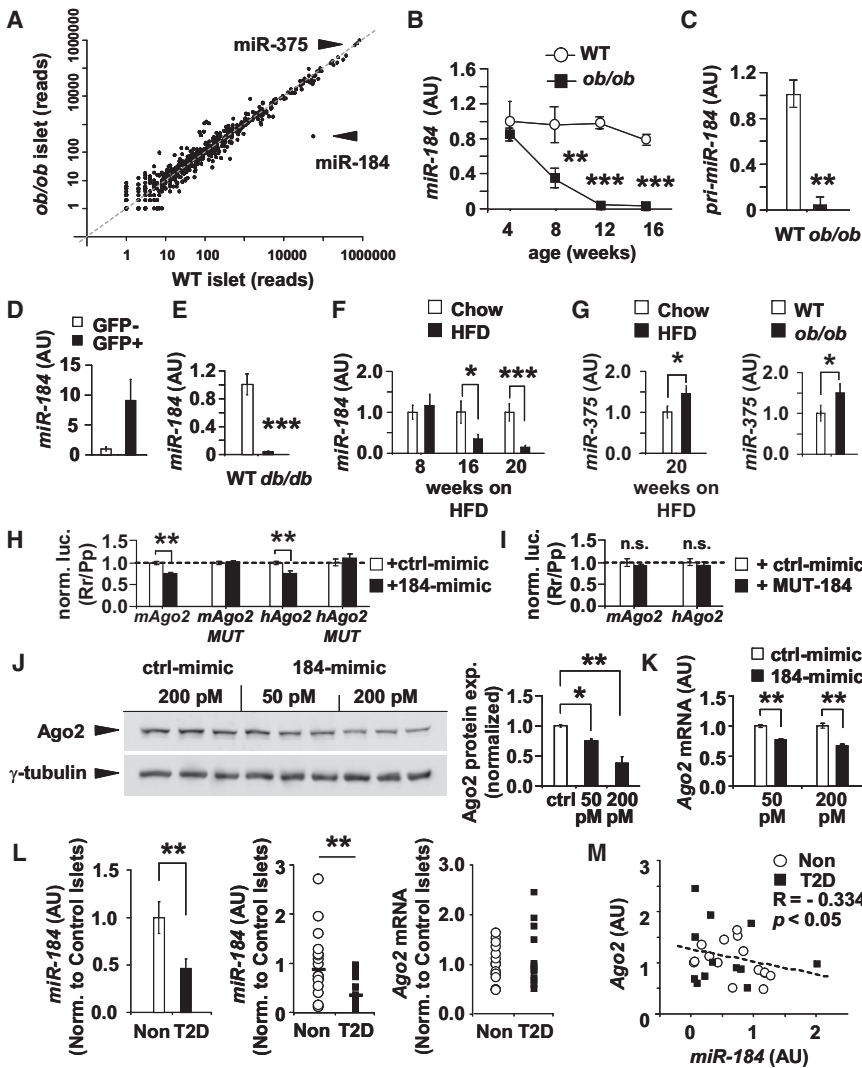 A
ob/ob islet (reads)
1000000
10000
100
10
1
miR-375
miR-184
1
10
100
10000
1000000
WT islet (reads)
B
WT
ob/ob
miR-184 (AU)
1.6
1.2
0.8
0.4
0
**
***
***
4
8
12
16
age (weeks)
C
pri-miR-184 (AU)
1.2
0.8
0.4
0
**
WT ob/ob
D
GFP-
GFP+
miR-184 (AU)
15
10
5
0
E
miR-184 (AU)
1.2
0.8
0.4
0
***
WT db/db
F
Chow
HFD
miR-184 (AU)
2.0
1.5
1.0
0.5
0.0
*
***
8
16
20
weeks on
HFD
G
Chow
HFD
miR-375 (AU)
2.0
1.5
1.0
0.5
0.0
*
20
weeks on
HFD
WT
ob/ob
miR-375 (AU)
2.0
1.5
1.0
0.5
0.0
*
H
norm. luc.
(Rr/Pp)
1.5
1.0
0.5
0.0
**
**
+ctrl-mimic
+184-mimic
mAgo2
mAgo2
MUT
hAgo2
hAgo2
MUT
I
norm. luc.
(Rr/Pp)
1.5
1.0
0.5
0.0
n.s.
n.s.
+ ctrl-mimic
+ MUT-184
mAgo2
hAgo2
J
ctrl-mimic
184-mimic
200 pM
50 pM
200 pM
Ago2
γ-tubulin
Ago2 protein exp.
(normalized)
1.5
1.0
0.5
0.0
*
**
ctrl
50
pM
200
pM
K
ctrl-mimic
184-mimic
Ago2 mRNA (AU)
1.5
1.0
0.5
0.0
**
**
50
pM
200
pM
L
miR-184 (AU)
(Norm. to Control Islets)
1.5
1.0
0.5
0.0
**
Non T2D
miR-184 (AU)
(Norm. to Control Islets)
3
2
1
0
**
Non T2D
Ago2 mRNA
(Norm. to Control Islets)
3.0
2.0
1.5
1.0
0.0
Non T2D
M
Ago2 (AU)
3
2
1
0
Non
T2D
R = - 0.334
p < 0.05
0
1
2
miR-184 (AU)